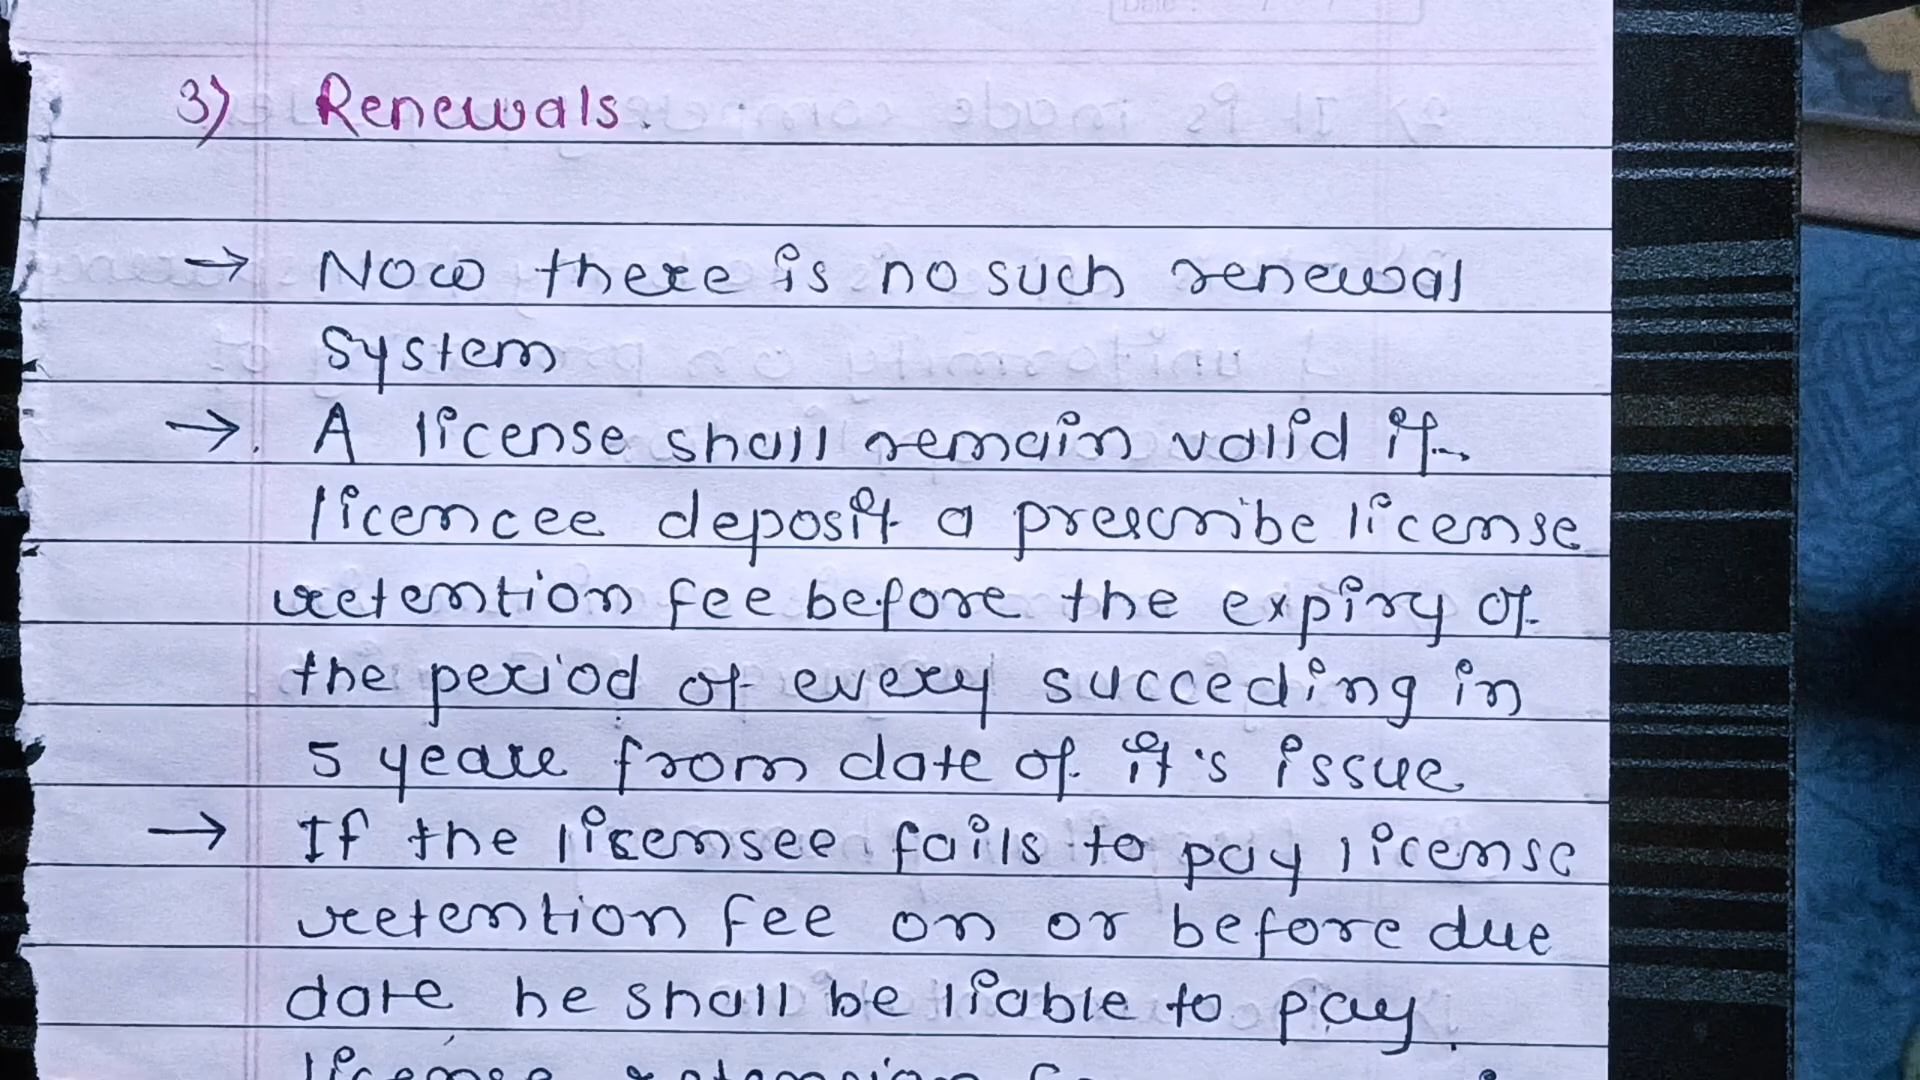 3) Renewals.
→ Now there is no such renewal
system
→. A license shall remain valid if
licencee deposit a prescribe license
retention fee before the expiry of
the period of every succeding in
5 yeare from date of it's issue
→ If the lisensee fails to pay license
retention fee on or before due
date he shall be liable to pay.
license